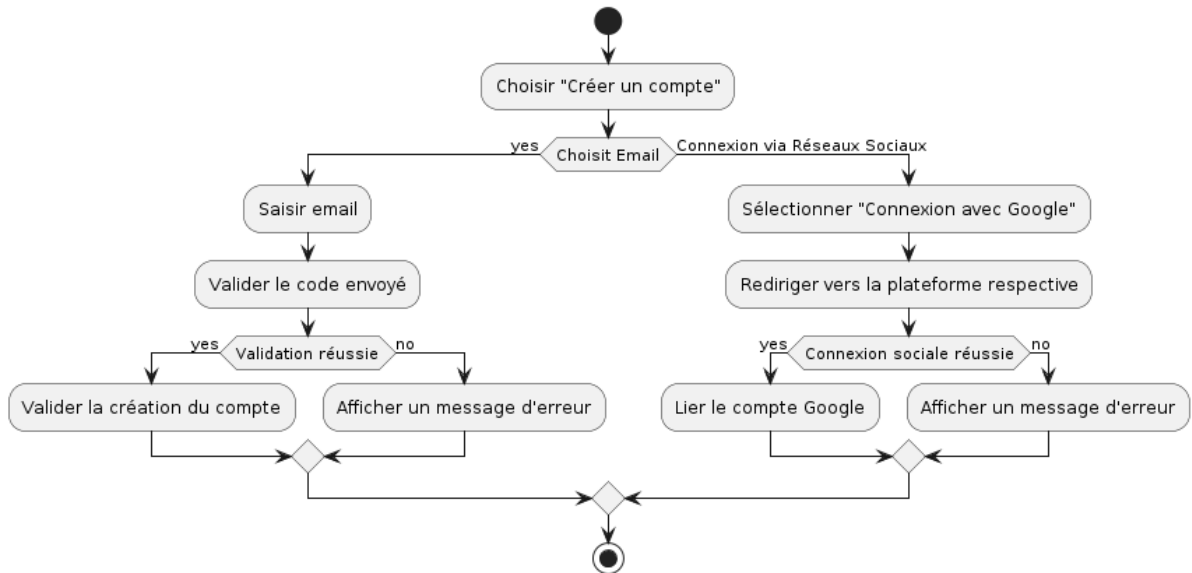 Choisir "Créer un compte"
yes
Choisit Email
Connexion via Réseaux Sociaux
Saisir email
Sélectionner "Connexion avec Google"
Valider le code envoyé
Rediriger vers la plateforme respective
yes
Validation réussie
no
yes
Connexion sociale réussie
no
Valider la création du compte
Afficher un message d'erreur
Lier le compte Google
Afficher un message d'erreur